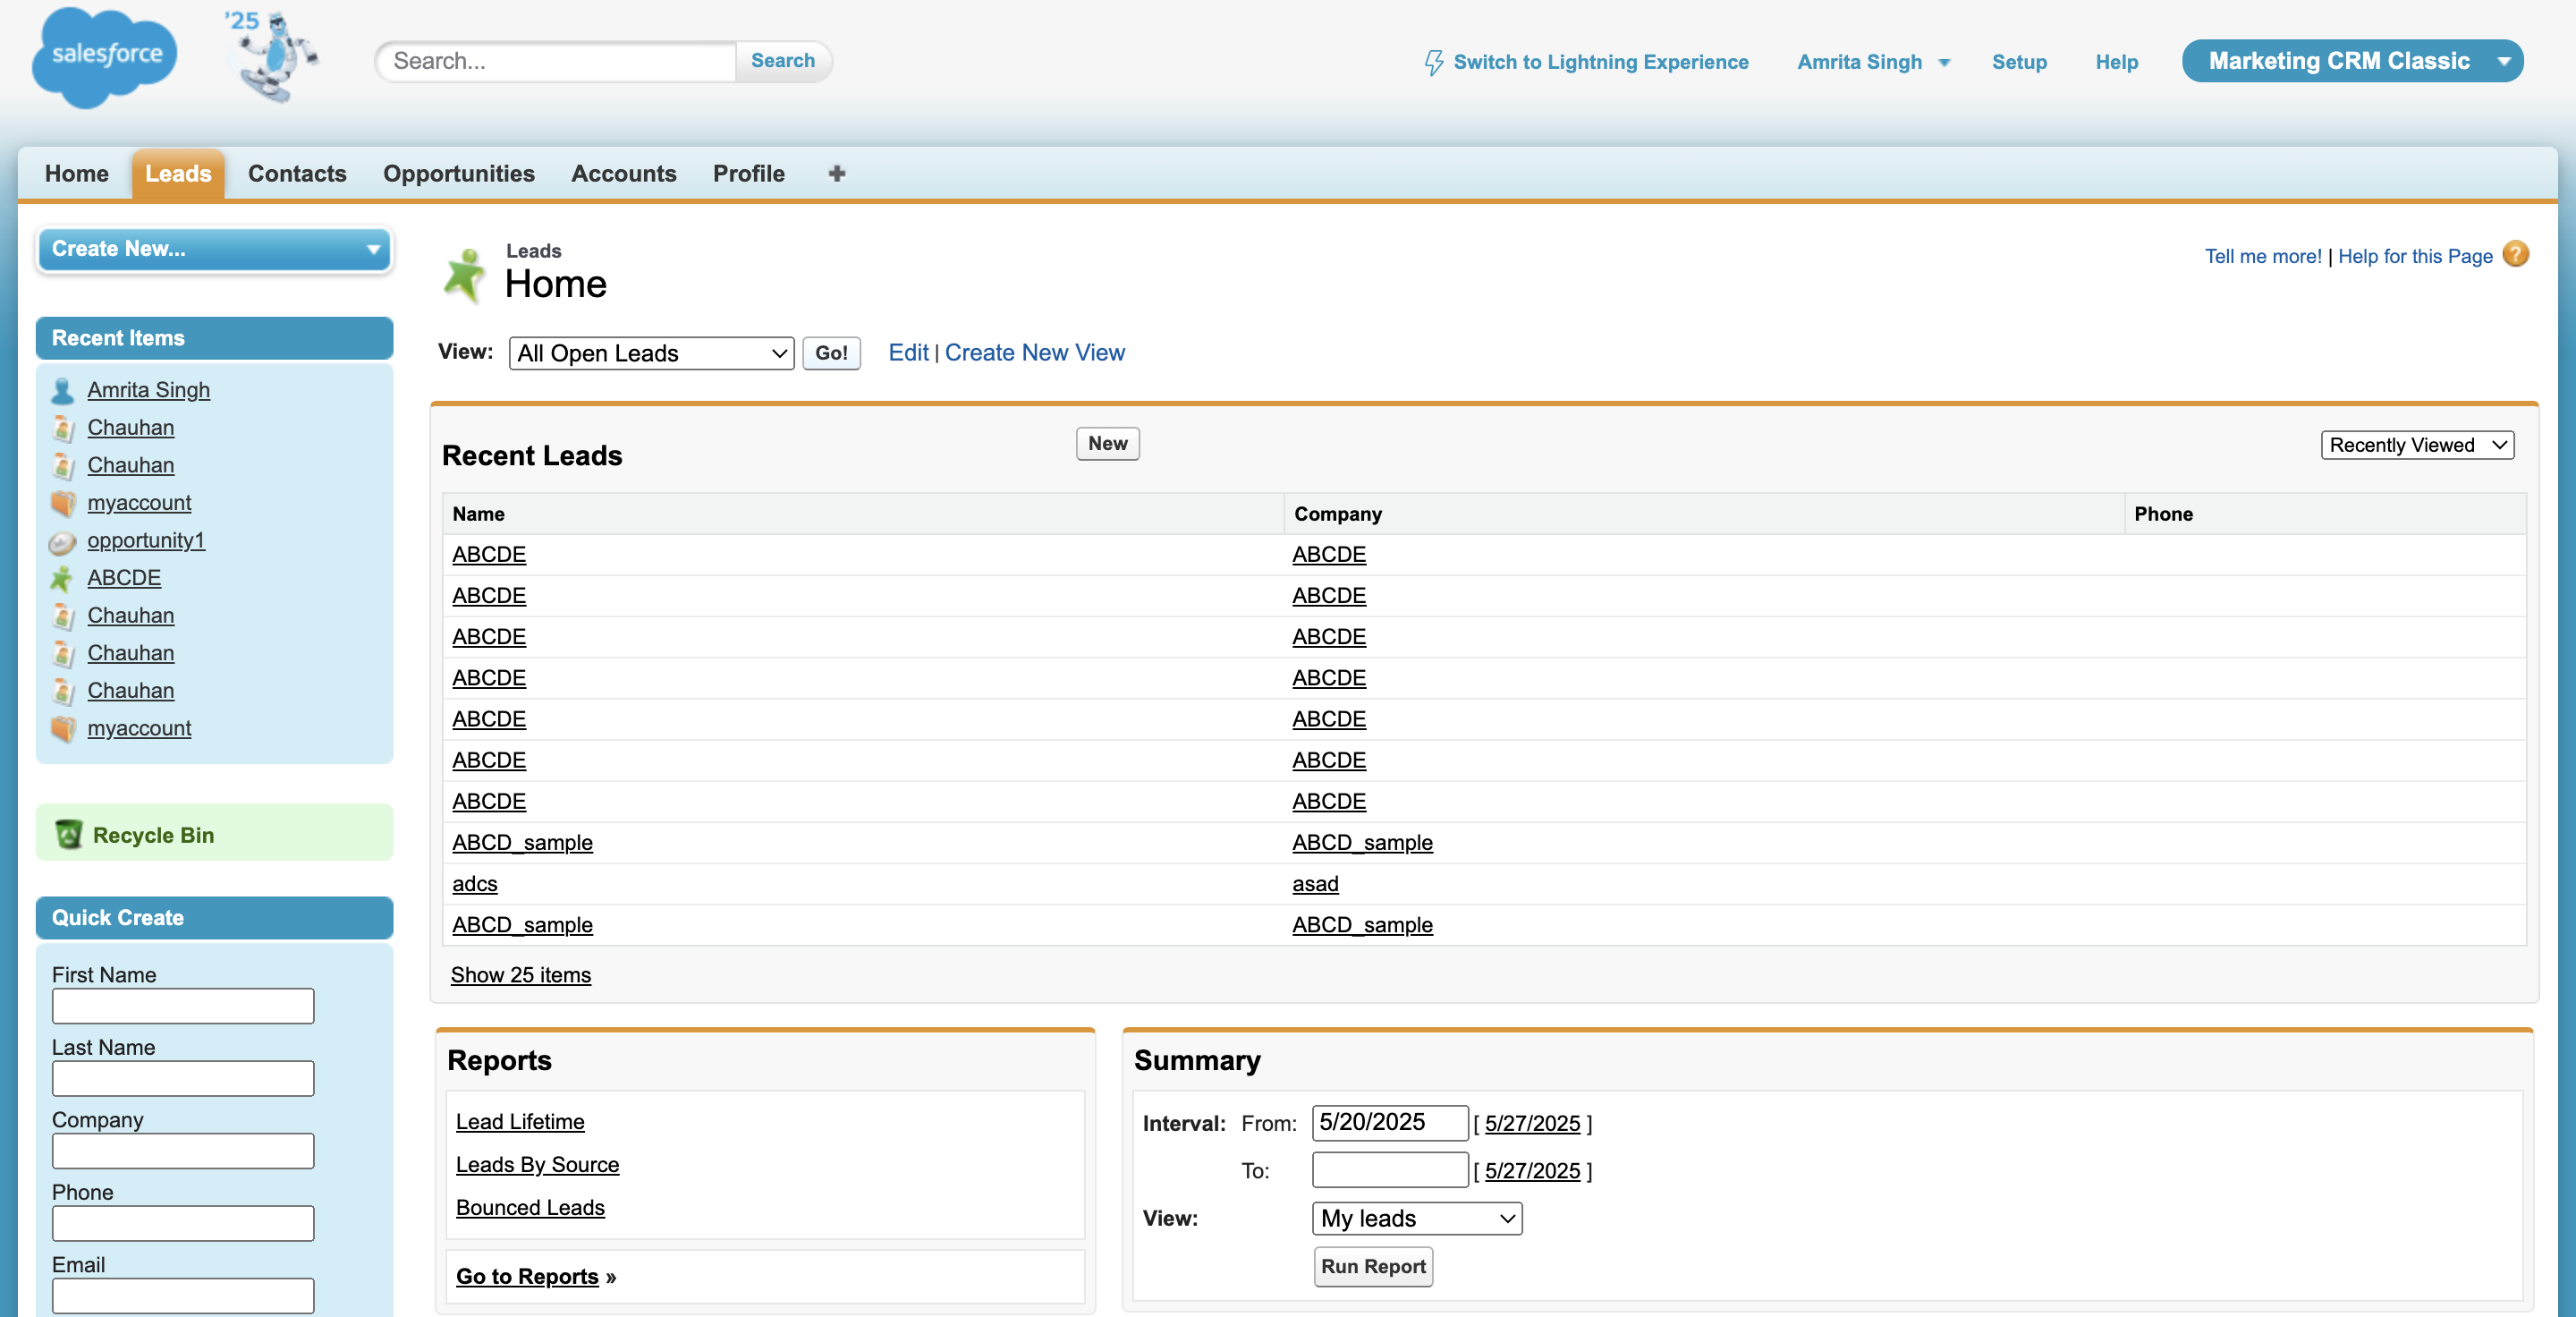 salesforce
'25
Search...
Search
Switch to Lightning Experience
Amrita Singh
Setup
Help
Marketing CRM Classic
Home
Leads
Contacts
Opportunities
Accounts
Profile
+
Create New...
Recent Items
Amrita Singh
Chauhan
Chauhan
myaccount
opportunity1
ABCDE
Chauhan
Chauhan
Chauhan
myaccount
Recycle Bin
Quick Create
First Name
Last Name
Company
Phone
Email
Leads
Home
Tell me more! | Help for this Page ?
View: All Open Leads Go! Edit | Create New View
Recent Leads New Recently Viewed
Name Company Phone
ABCDE ABCDE
ABCDE ABCDE
ABCDE ABCDE
ABCDE ABCDE
ABCDE ABCDE
ABCDE ABCDE
ABCDE ABCDE
ABCD_sample ABCD_sample
adcs asad
ABCD_sample ABCD_sample
Show 25 items
Reports
Lead Lifetime
Leads By Source
Bounced Leads
Go to Reports »
Summary
Interval: From: 5/20/2025 [ 5/27/2025 ]
To: [ 5/27/2025 ]
View: My leads
Run Report